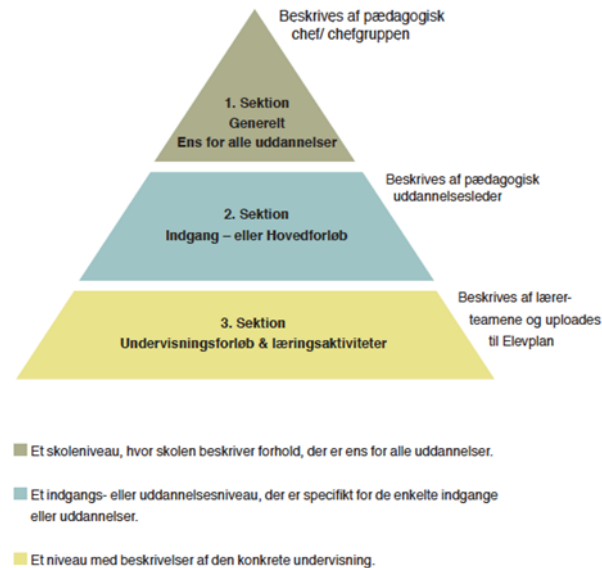 Beskrives af pædagogisk
chef/ chefgruppen
1. Sektion
Generelt
Ens for alle uddannelser
Beskrives af pædagogisk
uddannelsesleder
2. Sektion
Indgang – eller Hovedforløb
Beskrives af lærer-
teamene og uploades
til Elevplan
3. Sektion
Undervisningsforløb & læringsaktiviteter
Et skoleniveau, hvor skolen beskriver forhold, der er ens for alle uddannelser.
Et indgangs- eller uddannelsesniveau, der er specifikt for de enkelte indgange
eller uddannelser.
Et niveau med beskrivelser af den konkrete undervisning.